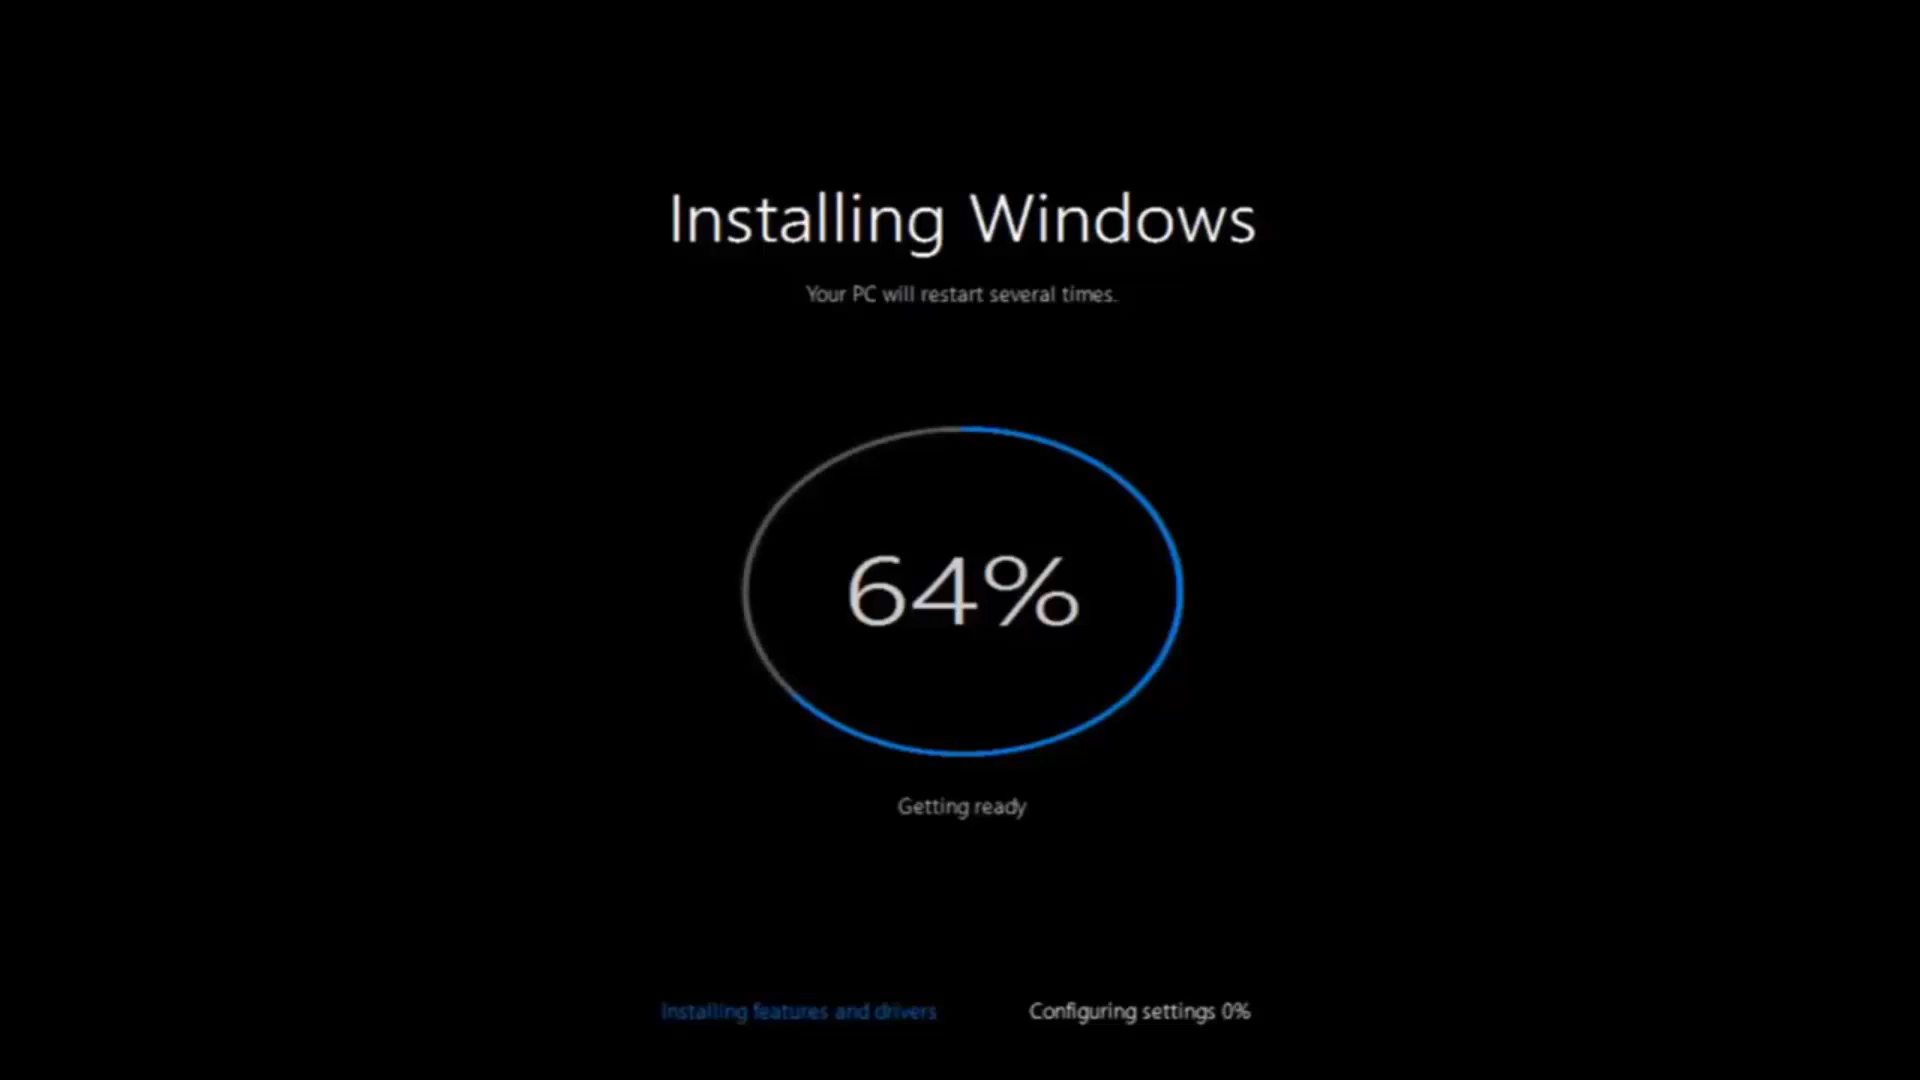 Installing Windows
Your PC will restart several times.
64%
Getting ready
Installing features and drivers
Configuring settings 0%